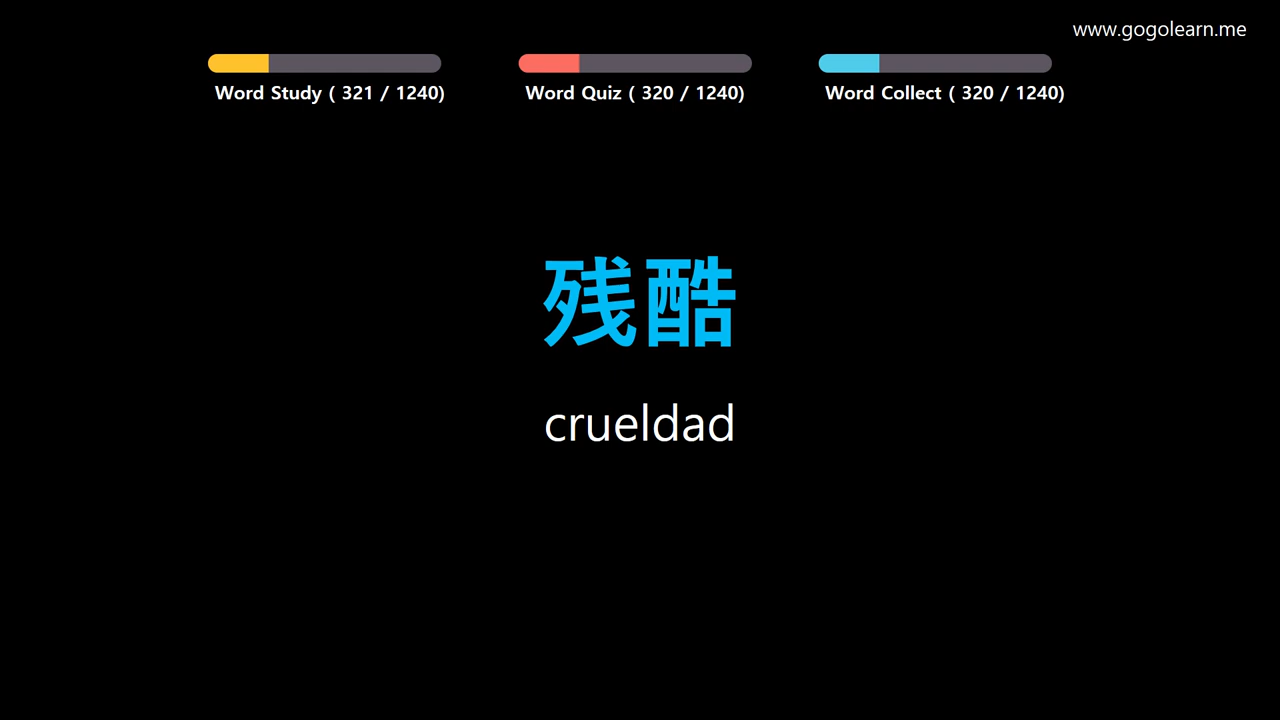 www.gogolearn.me
Word Study ( 321 / 1240)
Word Quiz ( 320 / 1240)
Word Collect ( 320 / 1240)
残酷
crueldad